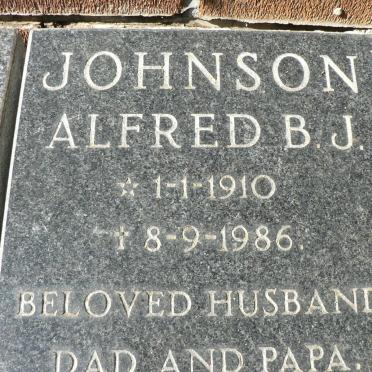 JOHNSON
ALFRED B. J.
☆ 1-1-1910
✝ 8-9-1986.
BELOVED HUSBAND
DAD AND PAPA.